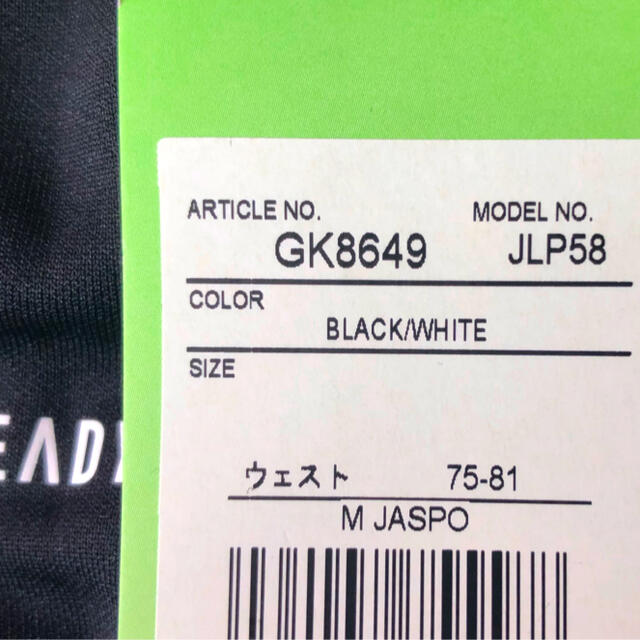 ARTICLE NO. MODEL NO.
GK8649 JLP58
COLOR
BLACK/WHITE
SIZE
ウェスト 75-81
M JASPO